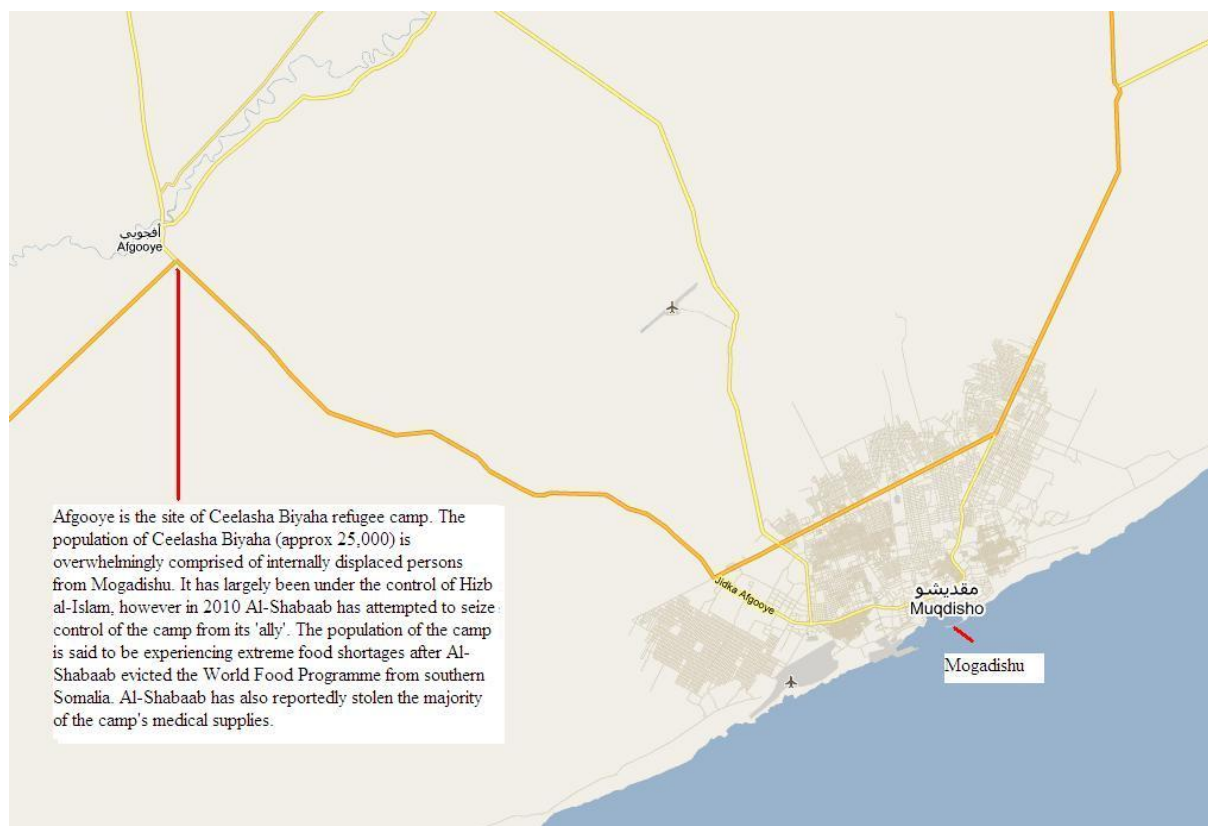 أفجويي
Afgooye
Afgooye is the site of Ceelasha Biyaha refugee camp. The
population of Ceelasha Biyaha (approx 25,000) is
overwhelmingly comprised of internally displaced persons
from Mogadishu. It has largely been under the control of Hizb
al-Islam, however in 2010 Al-Shabaab has attempted to seize
control of the camp from its 'ally'. The population of the camp
is said to be experiencing extreme food shortages after Al-
Shabaab evicted the World Food Programme from southern
Somalia. Al-Shabaab has also reportedly stolen the majority
of the camp's medical supplies.
Jidka Afgooye
مقديشو
Muqdisho
Mogadishu